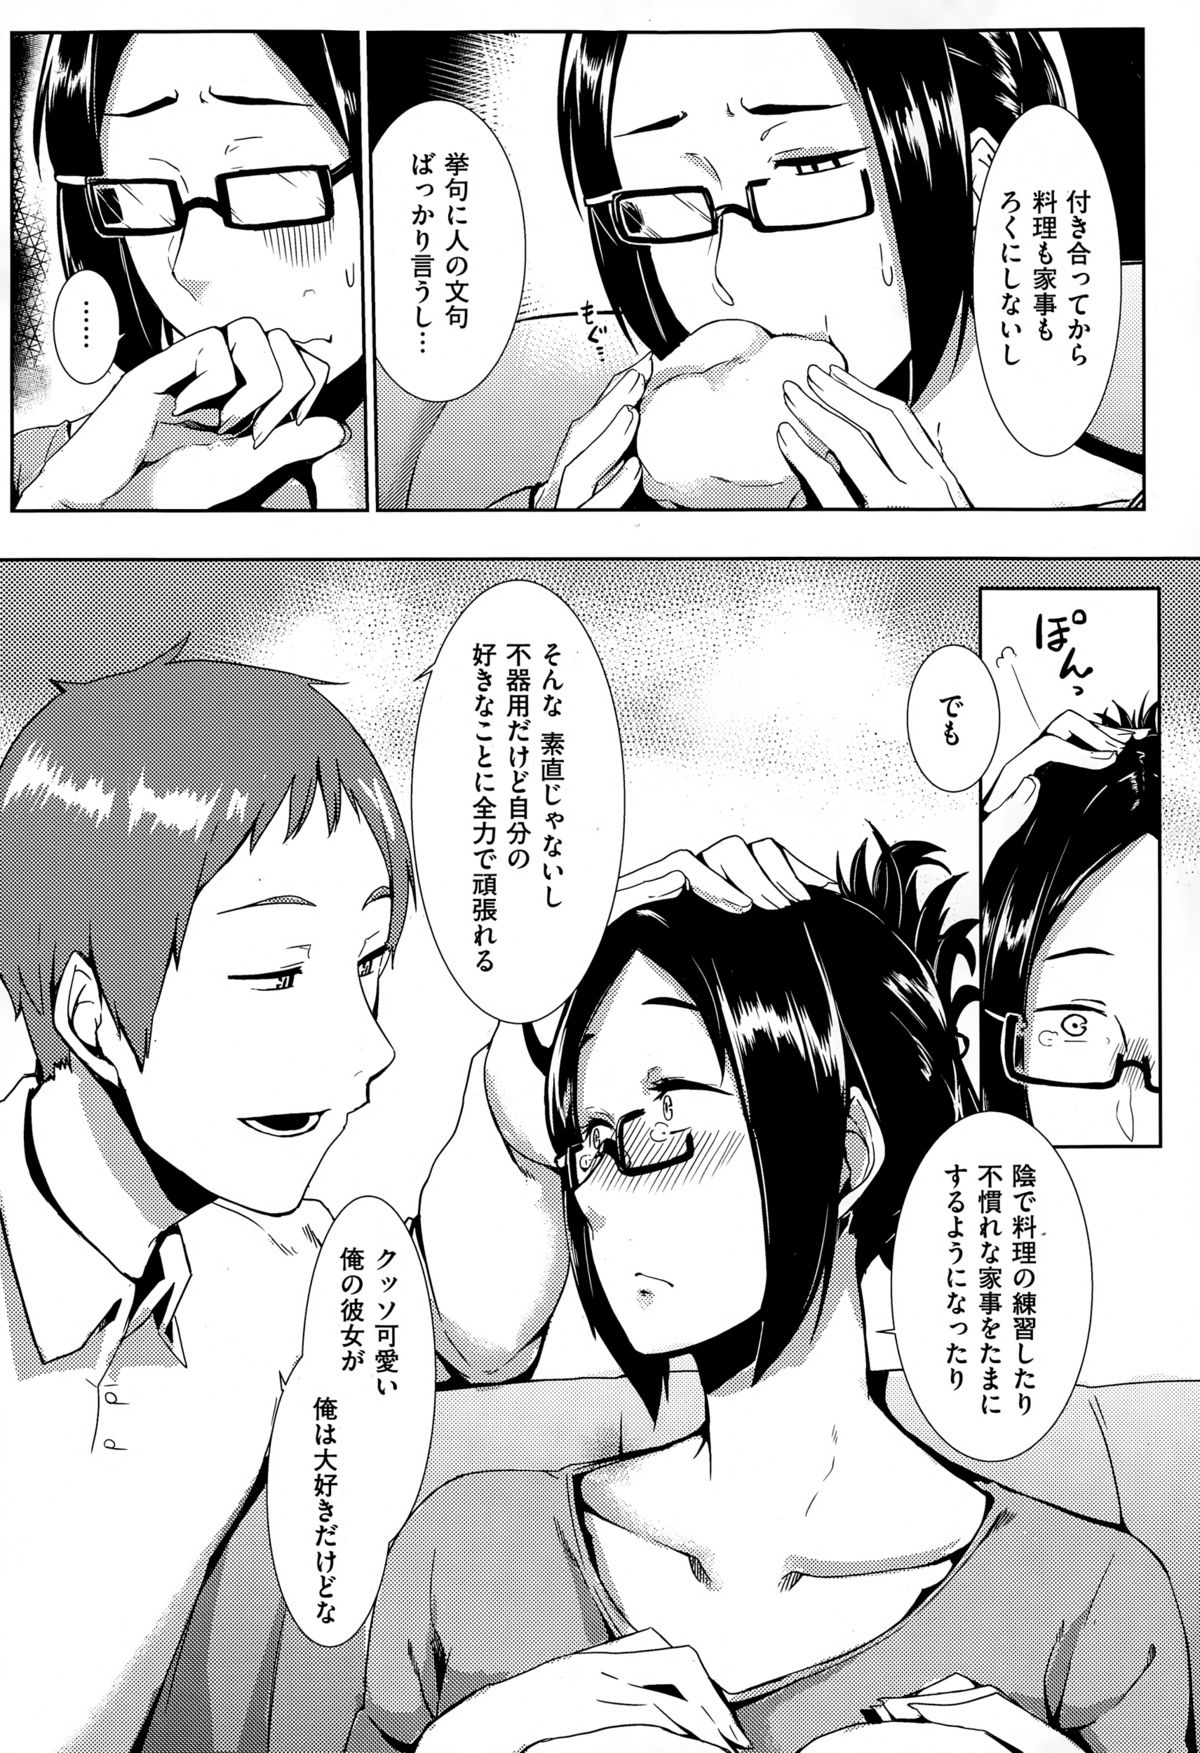 付き合ってから
料理も家事も
ろくにしないし
もぐ…
挙句に人の文句
ばっかり言うし…
……
ぽんっ
でも
陰で料理の練習したり
不慣れな家事をたまに
するようになったり
そんな 素直じゃないし
不器用だけど自分の
好きなことに全力で頑張れる
クッソ可愛い
俺の彼女が
俺は大好きだけどな